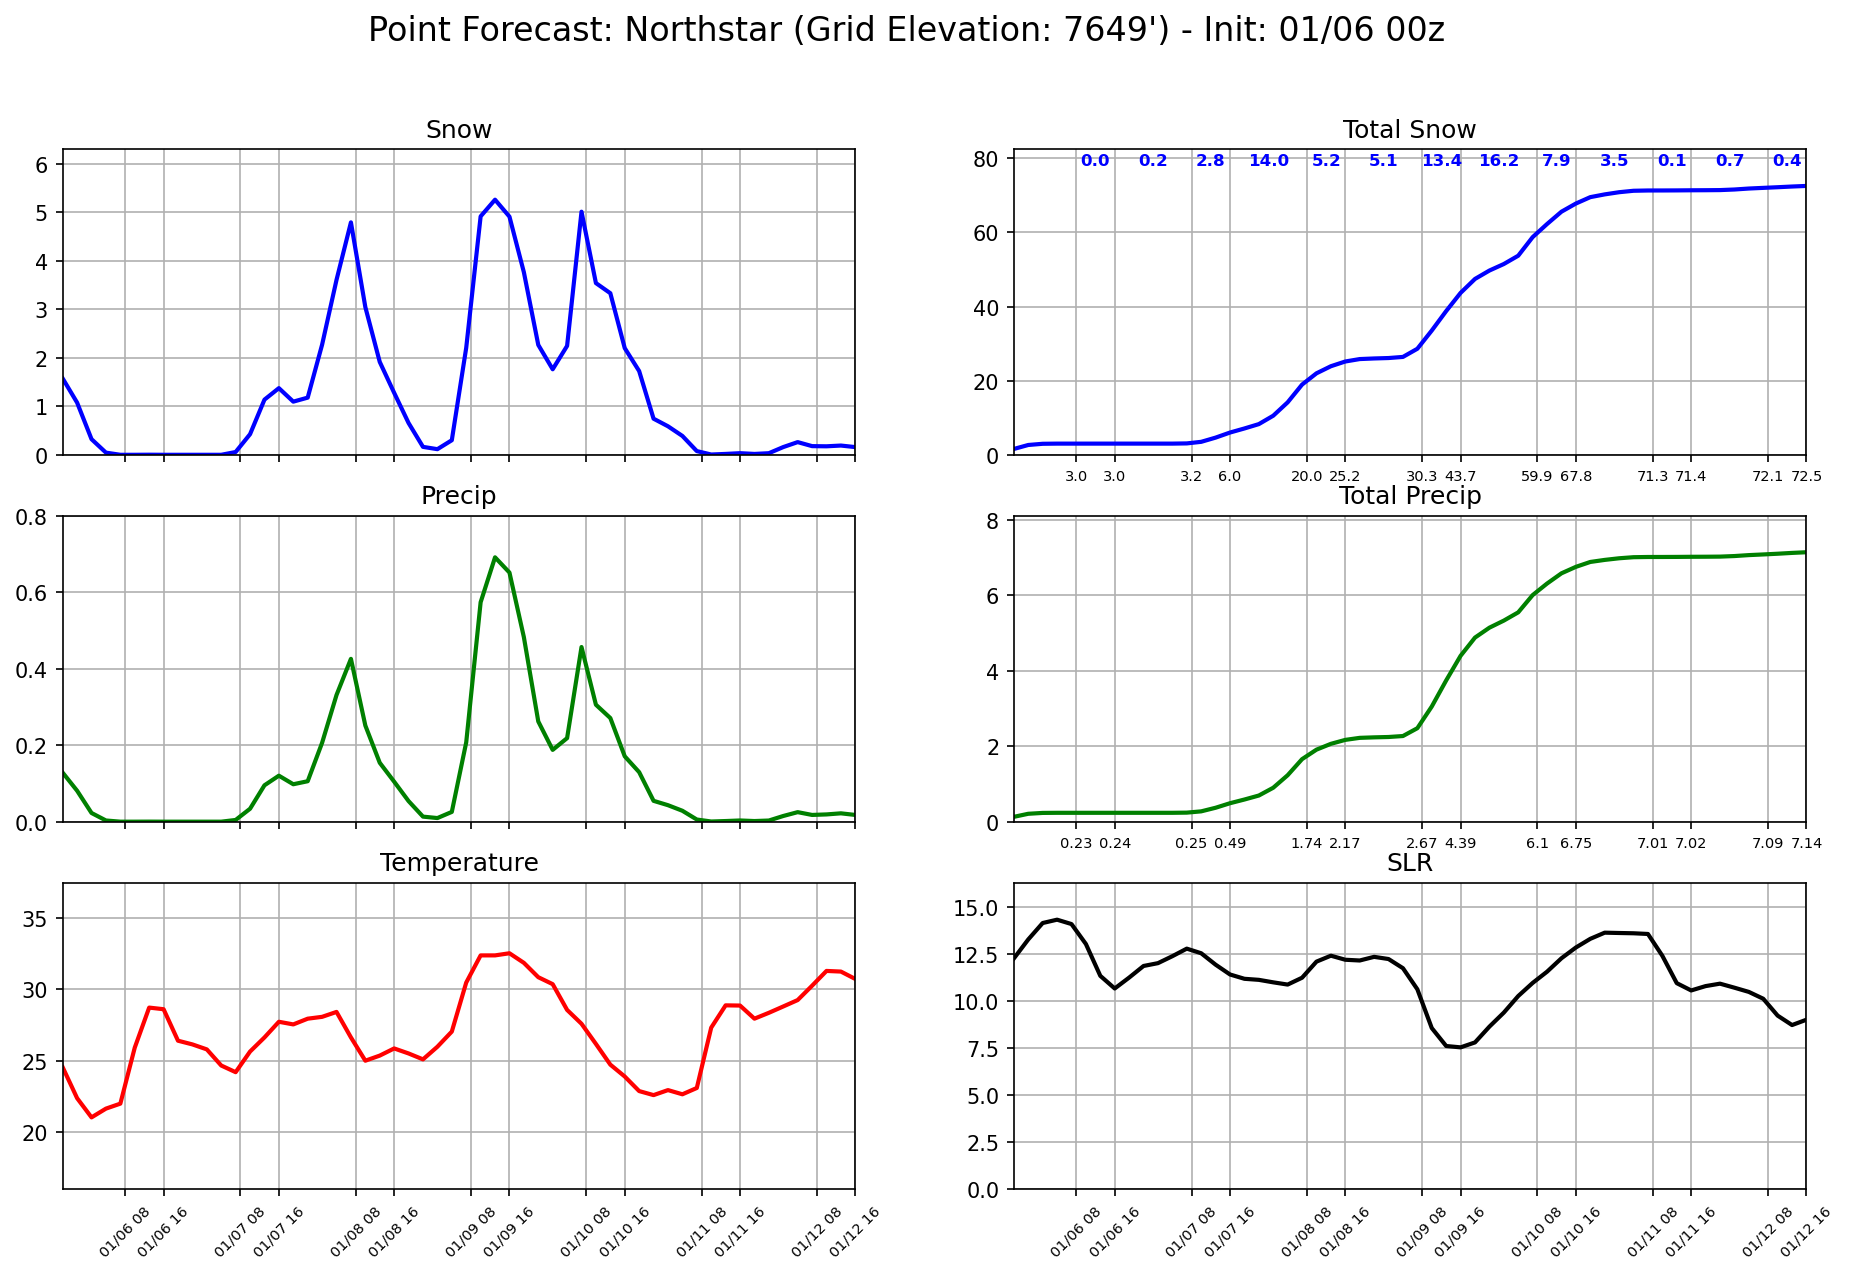 Point Forecast: Northstar (Grid Elevation: 7649') - Init: 01/06 00z
Snow
6
5
4
3
2
1
0
Total Snow
0.0 0.2 2.8 14.0 5.2 5.1 13.4 16.2 7.9 3.5 0.1 0.7 0.4
80
60
40
20
0
3.0 3.0 3.2 6.0 20.0 25.2 30.3 43.7 59.9 67.8 71.3 71.4 72.1 72.5
Precip
0.8
0.6
0.4
0.2
0.0
Total Precip
8
6
4
2
0
0.23 0.24 0.25 0.49 1.74 2.17 2.67 4.39 6.1 6.75 7.01 7.02 7.09 7.14
Temperature
35
30
25
20
01/06 08 01/06 16 01/07 08 01/07 16 01/08 08 01/08 16 01/09 08 01/09 16 01/10 08 01/10 16 01/11 08 01/11 16 01/12 08 01/12 16
SLR
15.0
12.5
10.0
7.5
5.0
2.5
0.0
01/06 08 01/06 16 01/07 08 01/07 16 01/08 08 01/08 16 01/09 08 01/09 16 01/10 08 01/10 16 01/11 08 01/11 16 01/12 08 01/12 16